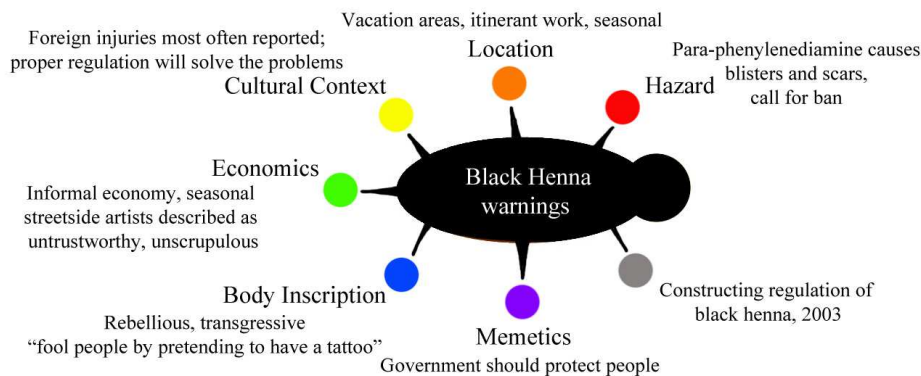 Vacation areas, itinerant work, seasonal
Location
Foreign injuries most often reported;
proper regulation will solve the problems
Cultural Context
Para-phenylenediamine causes
blisters and scars,
call for ban
Hazard
Economics
Informal economy, seasonal
streetside artists described as
untrustworthy, unscrupulous
Black Henna
warnings
Body Inscription
Rebellious, transgressive
“fool people by pretending to have a tattoo”
Memetics
Government should protect people
Constructing regulation of
black henna, 2003